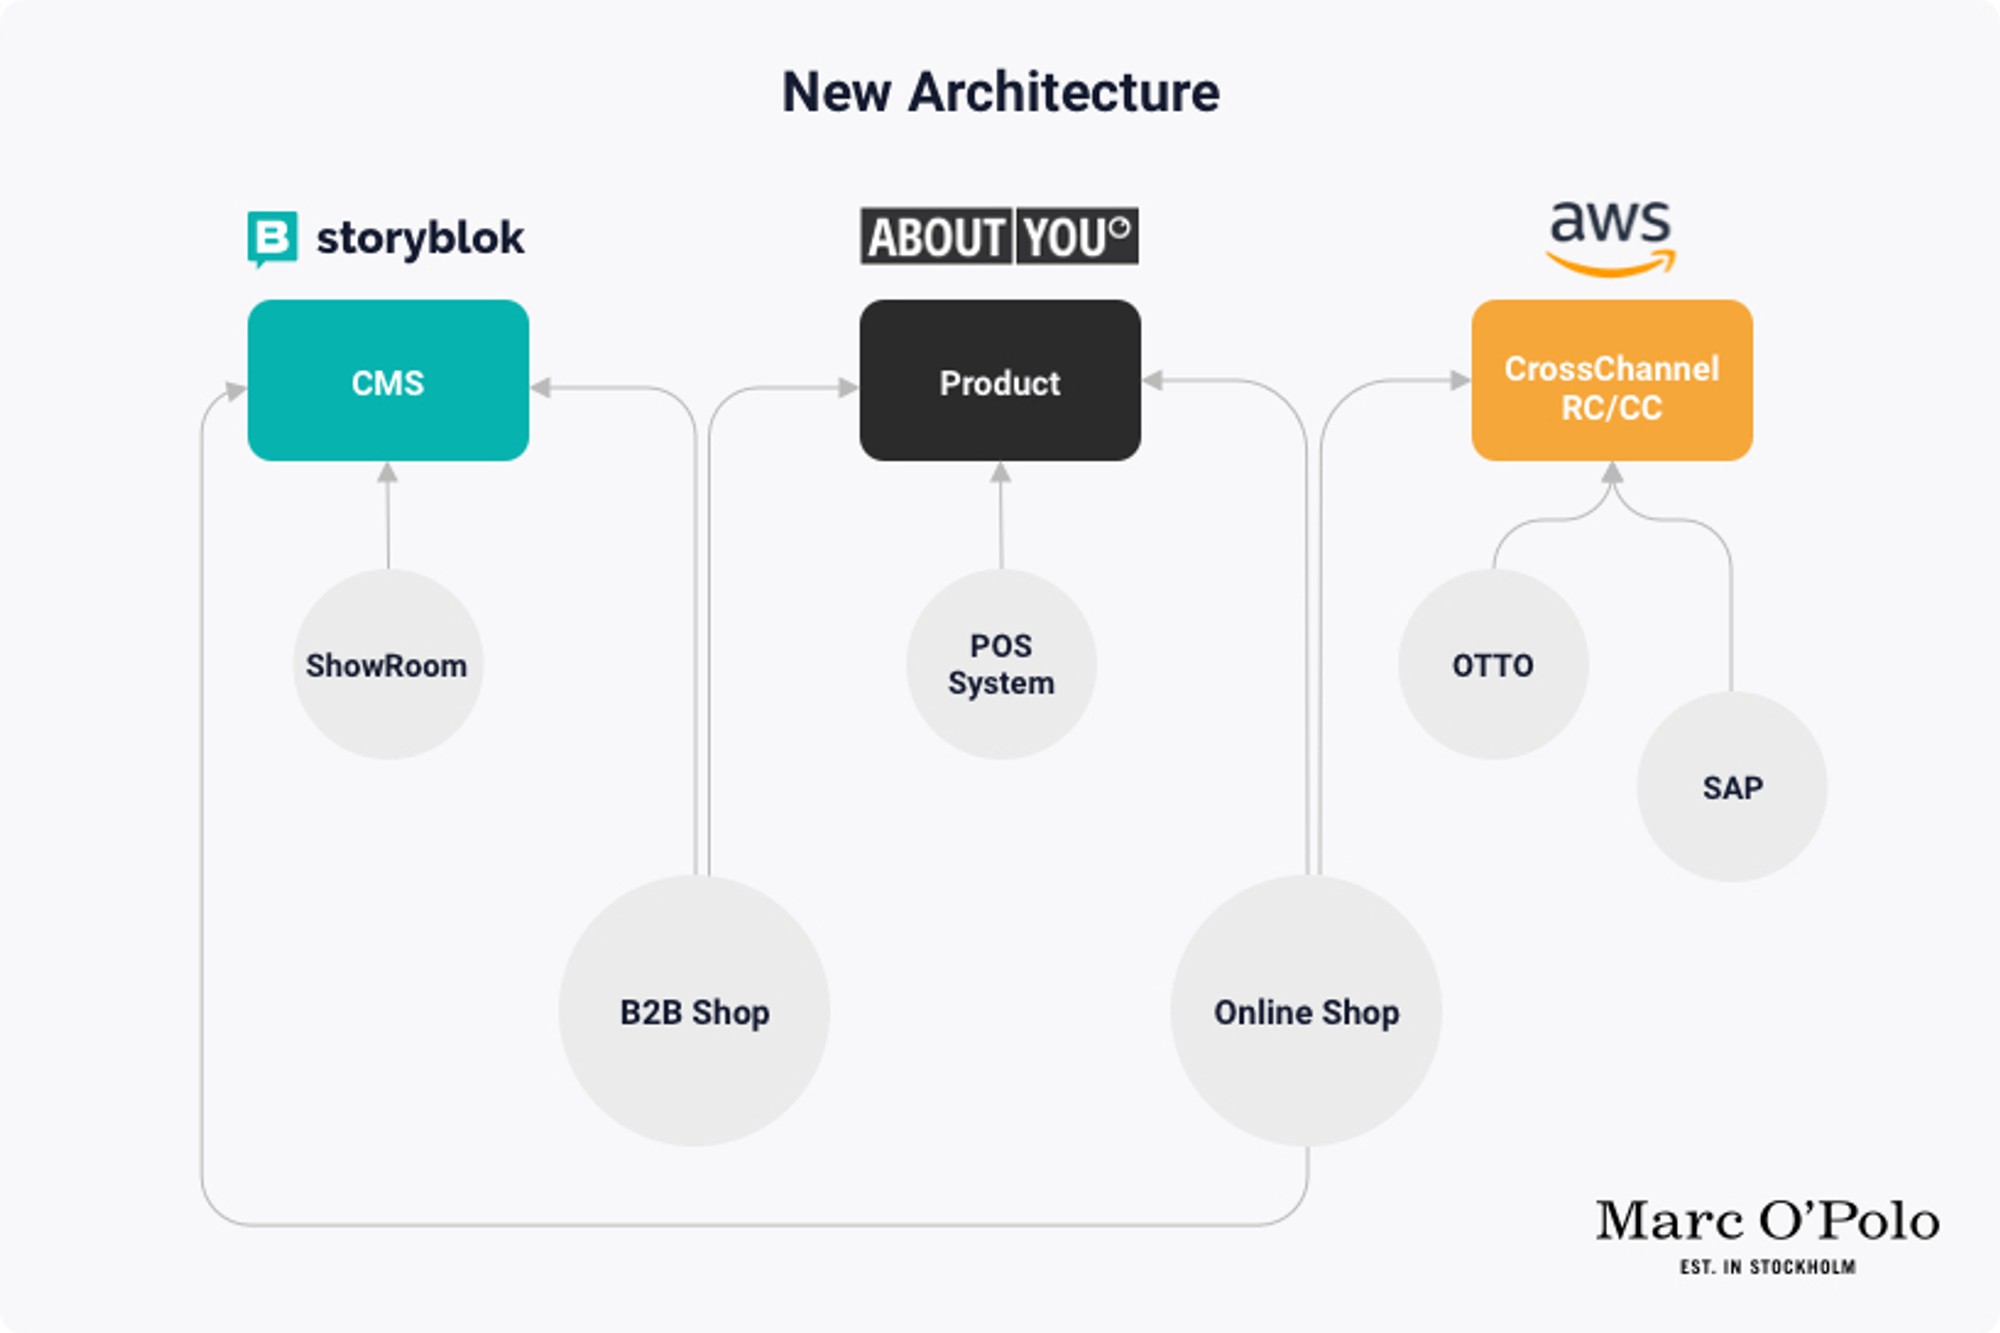 New Architecture
B storyblok
ABOUT YOU
aws
CMS
Product
CrossChannel
RC/CC
ShowRoom
POS
System
OTTO
SAP
B2B Shop
Online Shop
Marc O'Polo
EST. IN STOCKHOLM